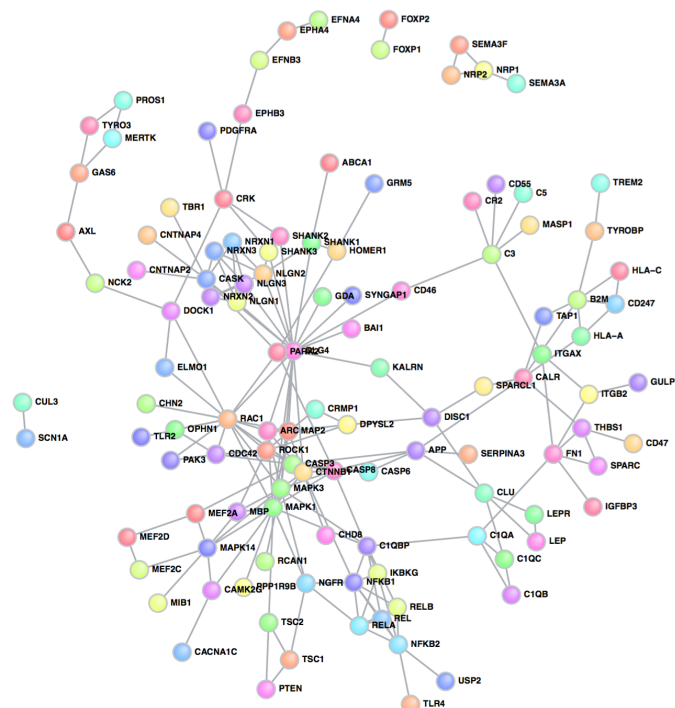 EFNA4
FOXP2
EPHA4
SEMA3F
FOXP1
EFNB3
NRP1
NRP2
SEMA3A
PROS1
EPHB3
TYRO3
PDGFRA
MERTK
ABCA1
GAS6
GRM5
CD55
TREM2
C5
CRK
CR2
TBR1
MASP1
AXL
CNTNAP4
SHANK2
TYROBP
NRXN1
SHANK1
NRXN3
SHANK3
HOMER1
C3
CNTNAP2
NLGN2
HLA-C
CASK
NLGN3
NCK2
CD46
NRXN2
GDA
SYNGAP1
B2M
CD247
NLGN1
DOCK1
TAP1
BAI1
HLA-A
DLG4
ITGAX
ELMO1
KALRN
CALR
GULP
SPARCL1
ITGB2
CUL3
CHN2
CRMP1
RAC1
DISC1
DPYSL2
OPHN1
ARC
MAP2
THBS1
SCN1A
TLR2
CD47
ROCK1
APP
SERPINA3
CDC42
FN1
PAK3
CASP3
SPARC
CTNNB1
CASP8
CASP6
MAPK3
CLU
IGFBP3
MEF2A
MBP
MAPK1
LEPR
MEF2D
CHD8
C1QA
LEP
MAPK14
C1QBP
RCAN1
C1QC
MEF2C
IKBKG
NGFR
NFKB1
PPP1R9B
CAMK2G
C1QB
MIB1
RELB
REL
TSC2
RELA
NFKB2
CACNA1C
TSC1
USP2
PTEN
TLR4